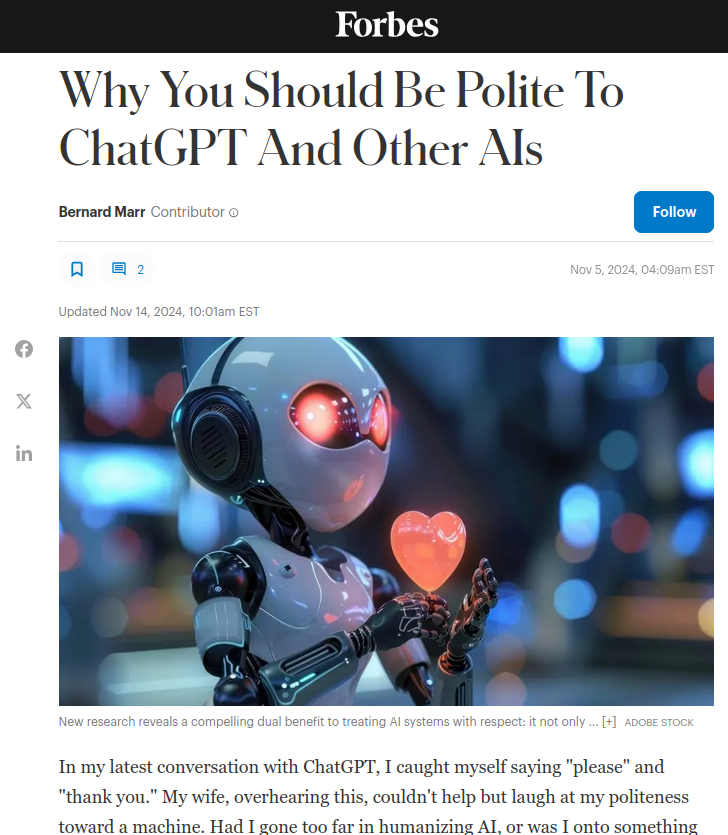 Forbes
Why You Should Be Polite To
ChatGPT And Other AIs
Bernard Marr Contributor
Follow
2
Nov 5, 2024, 04:09am EST
Updated Nov 14, 2024, 10:01am EST
New research reveals a compelling dual benefit to treating AI systems with respect: it not only ... [+] ADOBE STOCK
In my latest conversation with ChatGPT, I caught myself saying "please" and
"thank you." My wife, overhearing this, couldn't help but laugh at my politeness
toward a machine. Had I gone too far in humanizing AI, or was I onto something